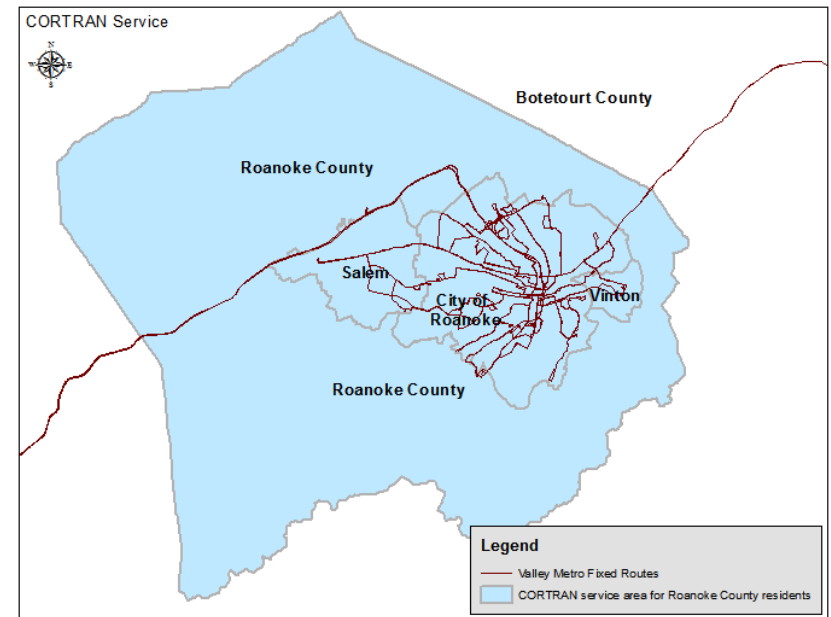 CORTRAN Service
N
W E
S
Botetourt County
Roanoke County
Salem
City of
Roanoke
Vinton
Roanoke County
Legend
Valley Metro Fixed Routes
CORTRAN service area for Roanoke County residents